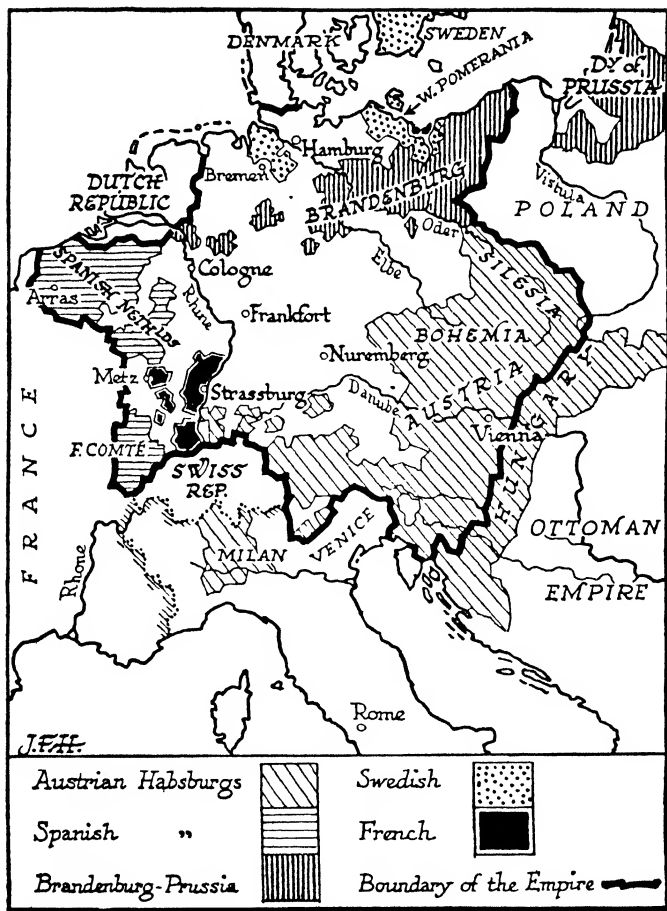 DENMARK
SWEDEN
W. POMERANIA
DY of
PRUSSIA
Hamburg
Bremen
DUTCH
REPUBLIC
BRANDENBURG
Vistula
POLAND
Oder
Elbe
SILESIA
Cologne
SPANISH NETHLDS
Arras
Rhine
Frankfort
BOHEMIA
Nuremberg
Metz
Strassburg
AUSTRIA
Danube
Vienna
HUNGARY
F. COMTÉ
SWISS
REP.
FRANCE
MILAN
VENICE
OTTOMAN
EMPIRE
Rhone
Rome
J.F.H.
Austrian Habsburgs
Spanish "
Brandenburg-Prussia
Swedish
French
Boundary of the Empire